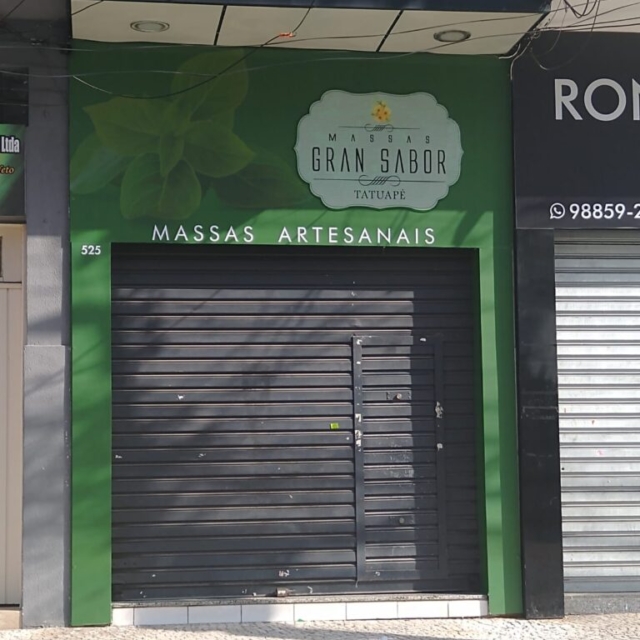 Ltda
MASSAS
GRAN SABOR
TATUAPÉ
MASSAS ARTESANAIS
525
RON
98859-2